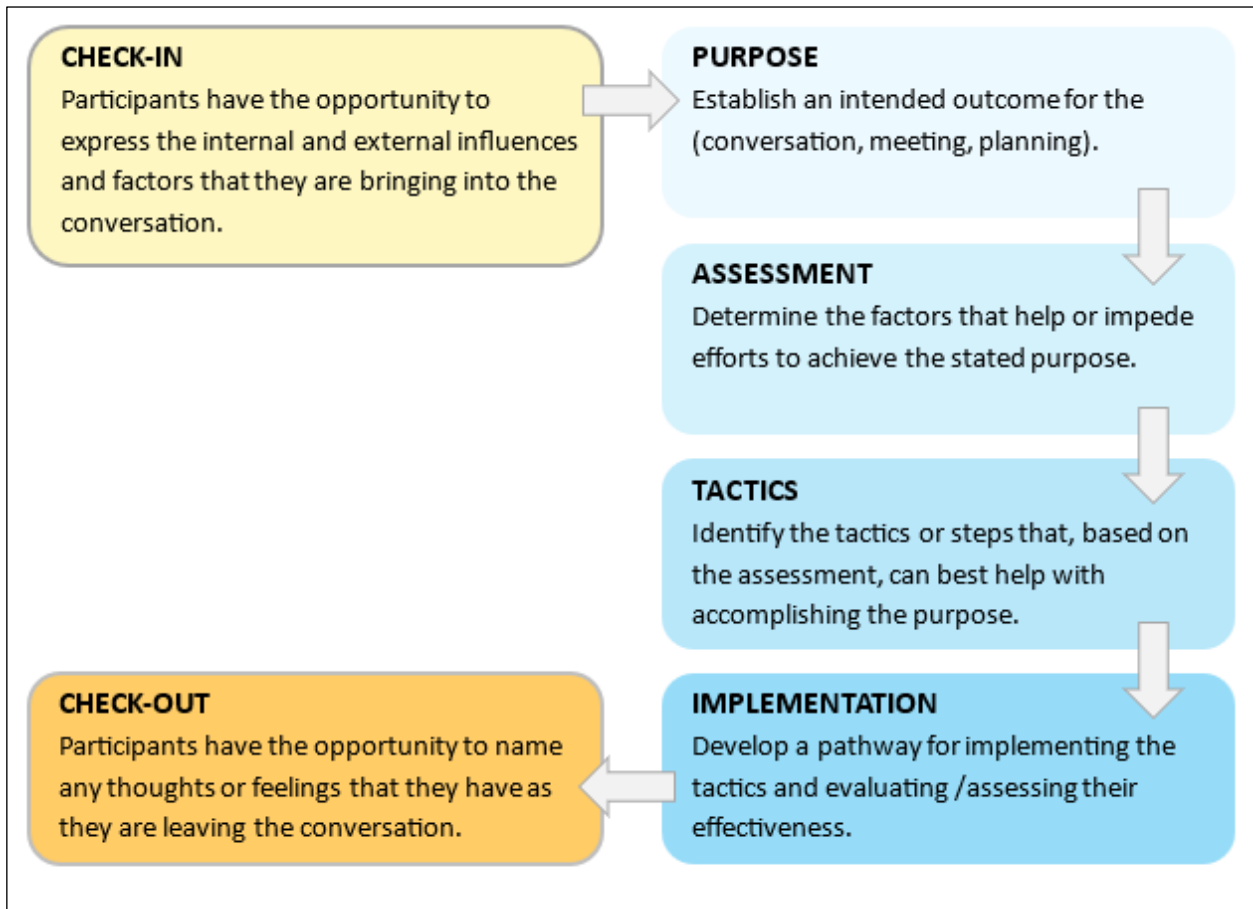 CHECK-IN
Participants have the opportunity to
express the internal and external influences
and factors that they are bringing into the
conversation.
PURPOSE
Establish an intended outcome for the
(conversation, meeting, planning).
ASSESSMENT
Determine the factors that help or impede
efforts to achieve the stated purpose.
TACTICS
Identify the tactics or steps that, based on
the assessment, can best help with
accomplishing the purpose.
IMPLEMENTATION
Develop a pathway for implementing the
tactics and evaluating /assessing their
effectiveness.
CHECK-OUT
Participants have the opportunity to name
any thoughts or feelings that they have as
they are leaving the conversation.